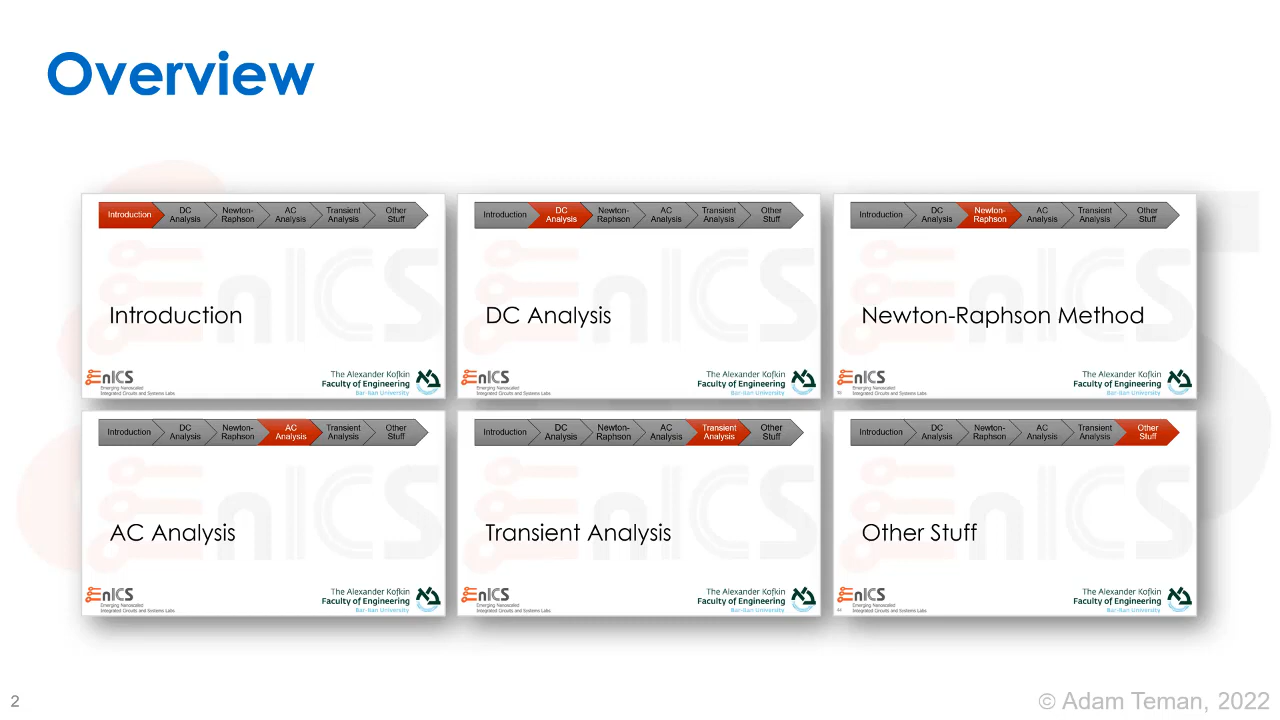 Overview
Introduction DC Analysis Newton-Raphson AC Analysis Transient Analysis Other Stuff
Introduction
EnICS
Emerging Nanoscaled
Integrated Circuits and Systems Labs
The Alexander Kofkin
Faculty of Engineering
Bar-Ilan University
Introduction DC Analysis Newton-Raphson AC Analysis Transient Analysis Other Stuff
DC Analysis
EnICS
Emerging Nanoscaled
Integrated Circuits and Systems Labs
The Alexander Kofkin
Faculty of Engineering
Bar-Ilan University
Introduction DC Analysis Newton-Raphson AC Analysis Transient Analysis Other Stuff
Newton-Raphson Method
EnICS
Emerging Nanoscaled
Integrated Circuits and Systems Labs
The Alexander Kofkin
Faculty of Engineering
Bar-Ilan University
Introduction DC Analysis Newton-Raphson AC Analysis Transient Analysis Other Stuff
AC Analysis
EnICS
Emerging Nanoscaled
Integrated Circuits and Systems Labs
The Alexander Kofkin
Faculty of Engineering
Bar-Ilan University
Introduction DC Analysis Newton-Raphson AC Analysis Transient Analysis Other Stuff
Transient Analysis
EnICS
Emerging Nanoscaled
Integrated Circuits and Systems Labs
The Alexander Kofkin
Faculty of Engineering
Bar-Ilan University
Introduction DC Analysis Newton-Raphson AC Analysis Transient Analysis Other Stuff
Other Stuff
EnICS
Emerging Nanoscaled
Integrated Circuits and Systems Labs
The Alexander Kofkin
Faculty of Engineering
Bar-Ilan University
2
© Adam Teman, 2022